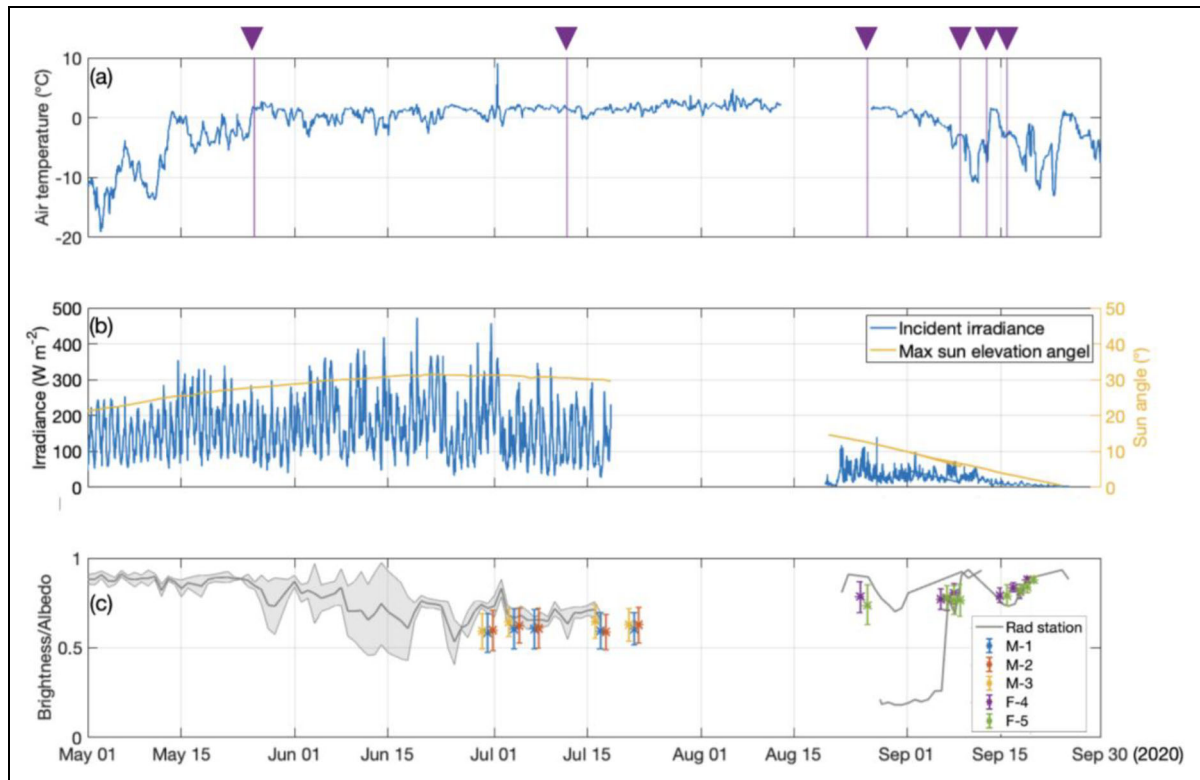 (a)
Air temperature (°C)
10
0
-10
-20
(b)
Irradiance (W m-2)
500
400
300
200
100
0
Incident irradiance
Max sun elevation angel
50
40
30
20
10
0
Sun angle (°)
(c)
Brightness/Albedo
1
0.5
0
Rad station
M-1
M-2
M-3
F-4
F-5
May 01 May 15 Jun 01 Jun 15 Jul 01 Jul 15 Aug 01 Aug 15 Sep 01 Sep 15 Sep 30 (2020)